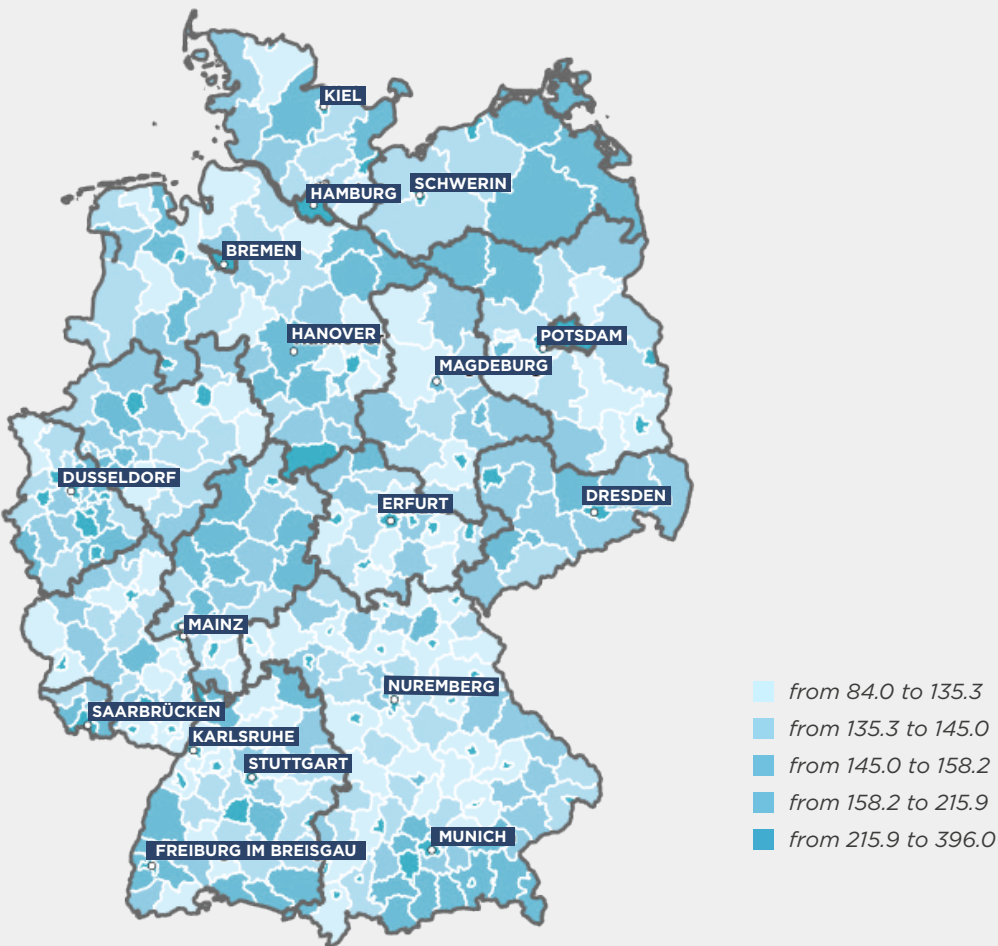 KIEL
HAMBURG
SCHWERIN
BREMEN
HANOVER
POTSDAM
MAGDEBURG
DUSSELDORF
DRESDEN
ERFURT
MAINZ
NUREMBERG
SAARBRÜCKEN
KARLSRUHE
STUTTGART
MUNICH
FREIBURG IM BREISGAU
from 84.0 to 135.3
from 135.3 to 145.0
from 145.0 to 158.2
from 158.2 to 215.9
from 215.9 to 396.0